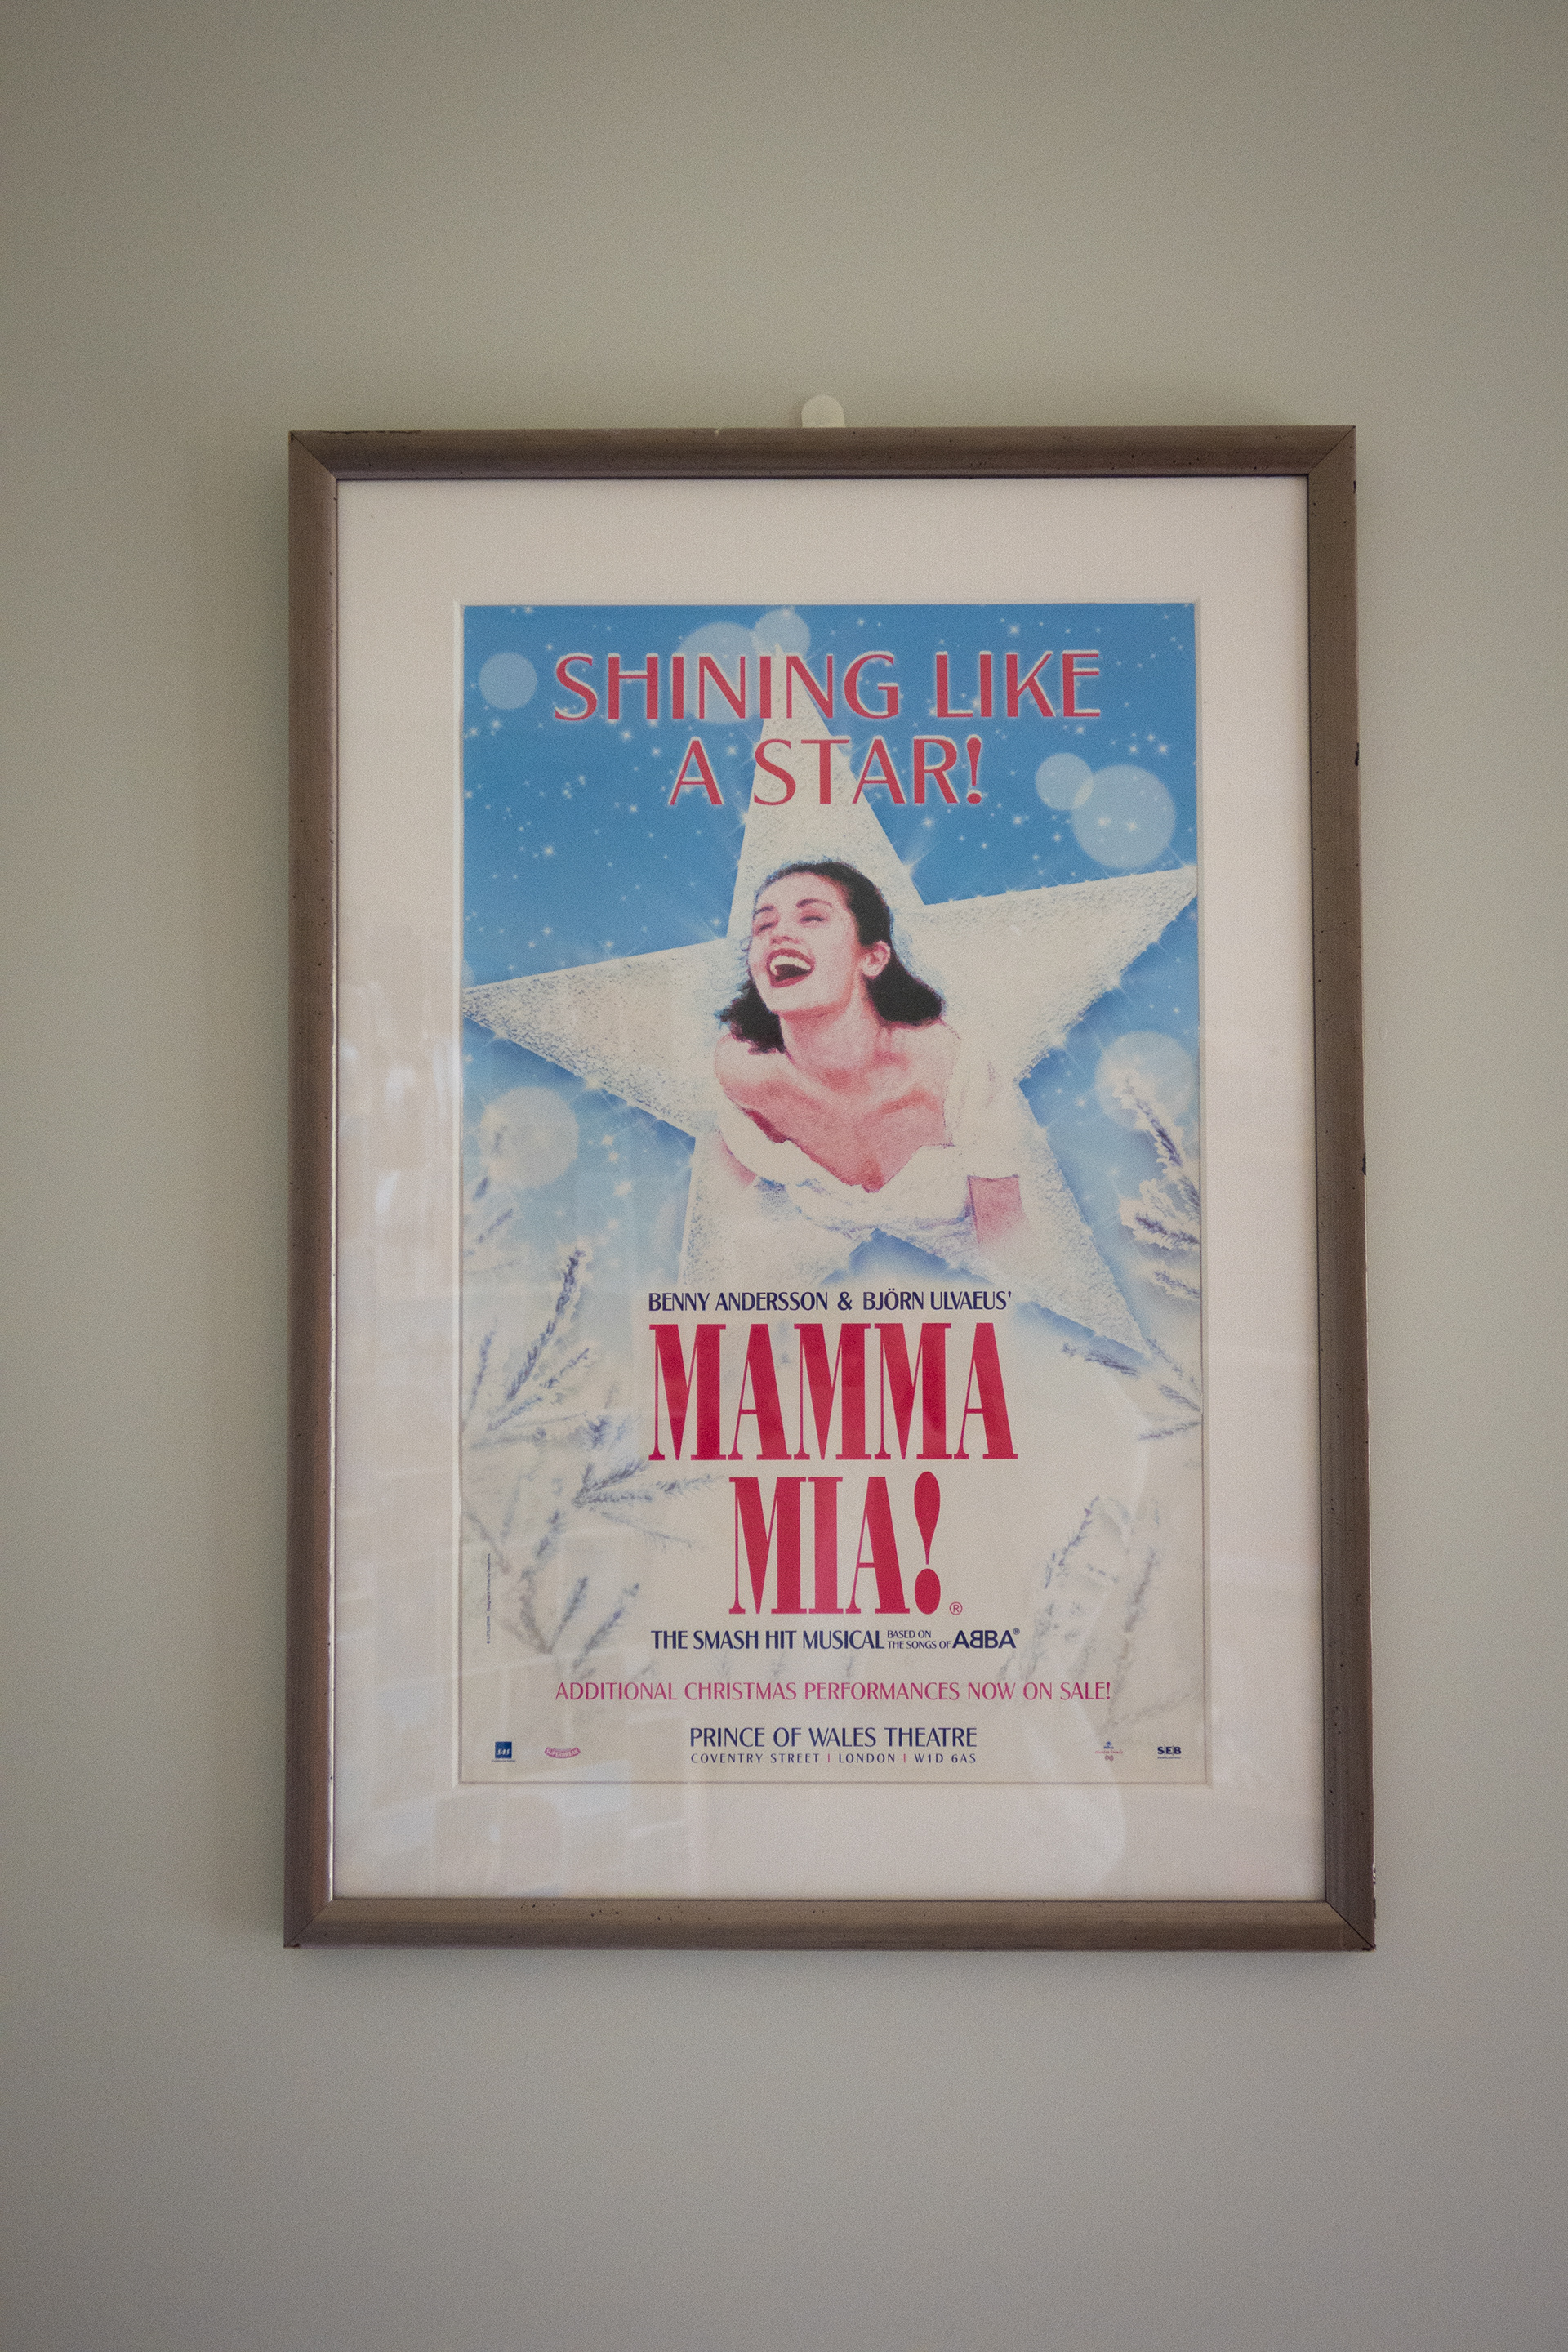 SHINING LIKE
A STAR!
BENNY ANDERSSON & BJÖRN ULVAEUS'
MAMMA
MIA!®
THE SMASH HIT MUSICAL BASED ON THE SONGS OF ABBA®
ADDITIONAL CHRISTMAS PERFORMANCES NOW ON SALE!
PRINCE OF WALES THEATRE
COVENTRY STREET | LONDON | W1D 6AS
SAS
SEB